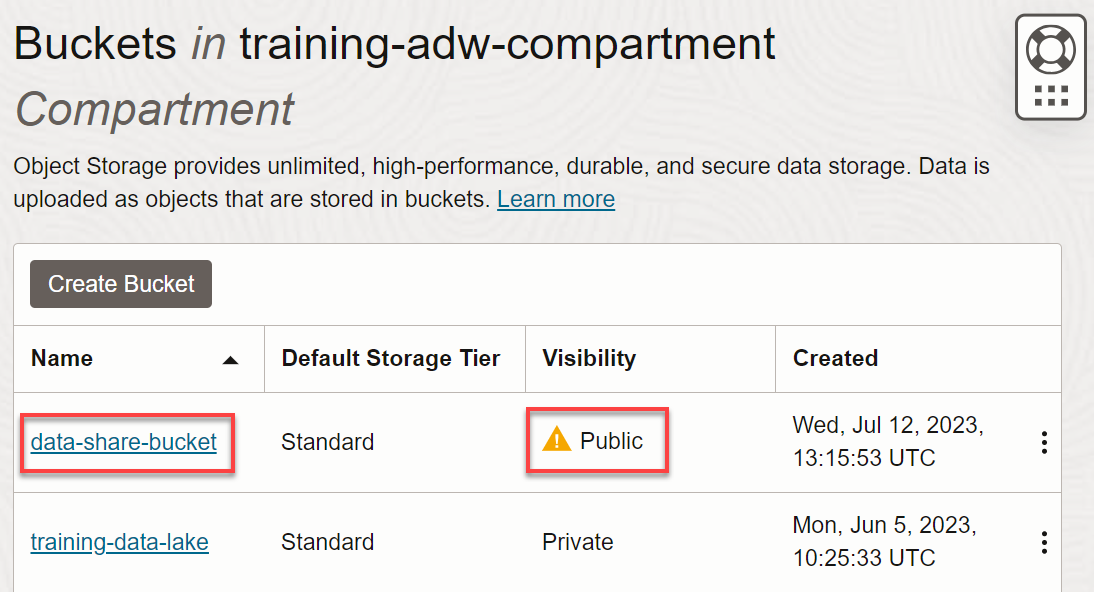 Buckets in training-adw-compartment
Compartment
Object Storage provides unlimited, high-performance, durable, and secure data storage. Data is
uploaded as objects that are stored in buckets. Learn more
Create Bucket
Name Default Storage Tier Visibility Created
data-share-bucket Standard Public Wed, Jul 12, 2023,
13:15:53 UTC
training-data-lake Standard Private Mon, Jun 5, 2023,
10:25:33 UTC